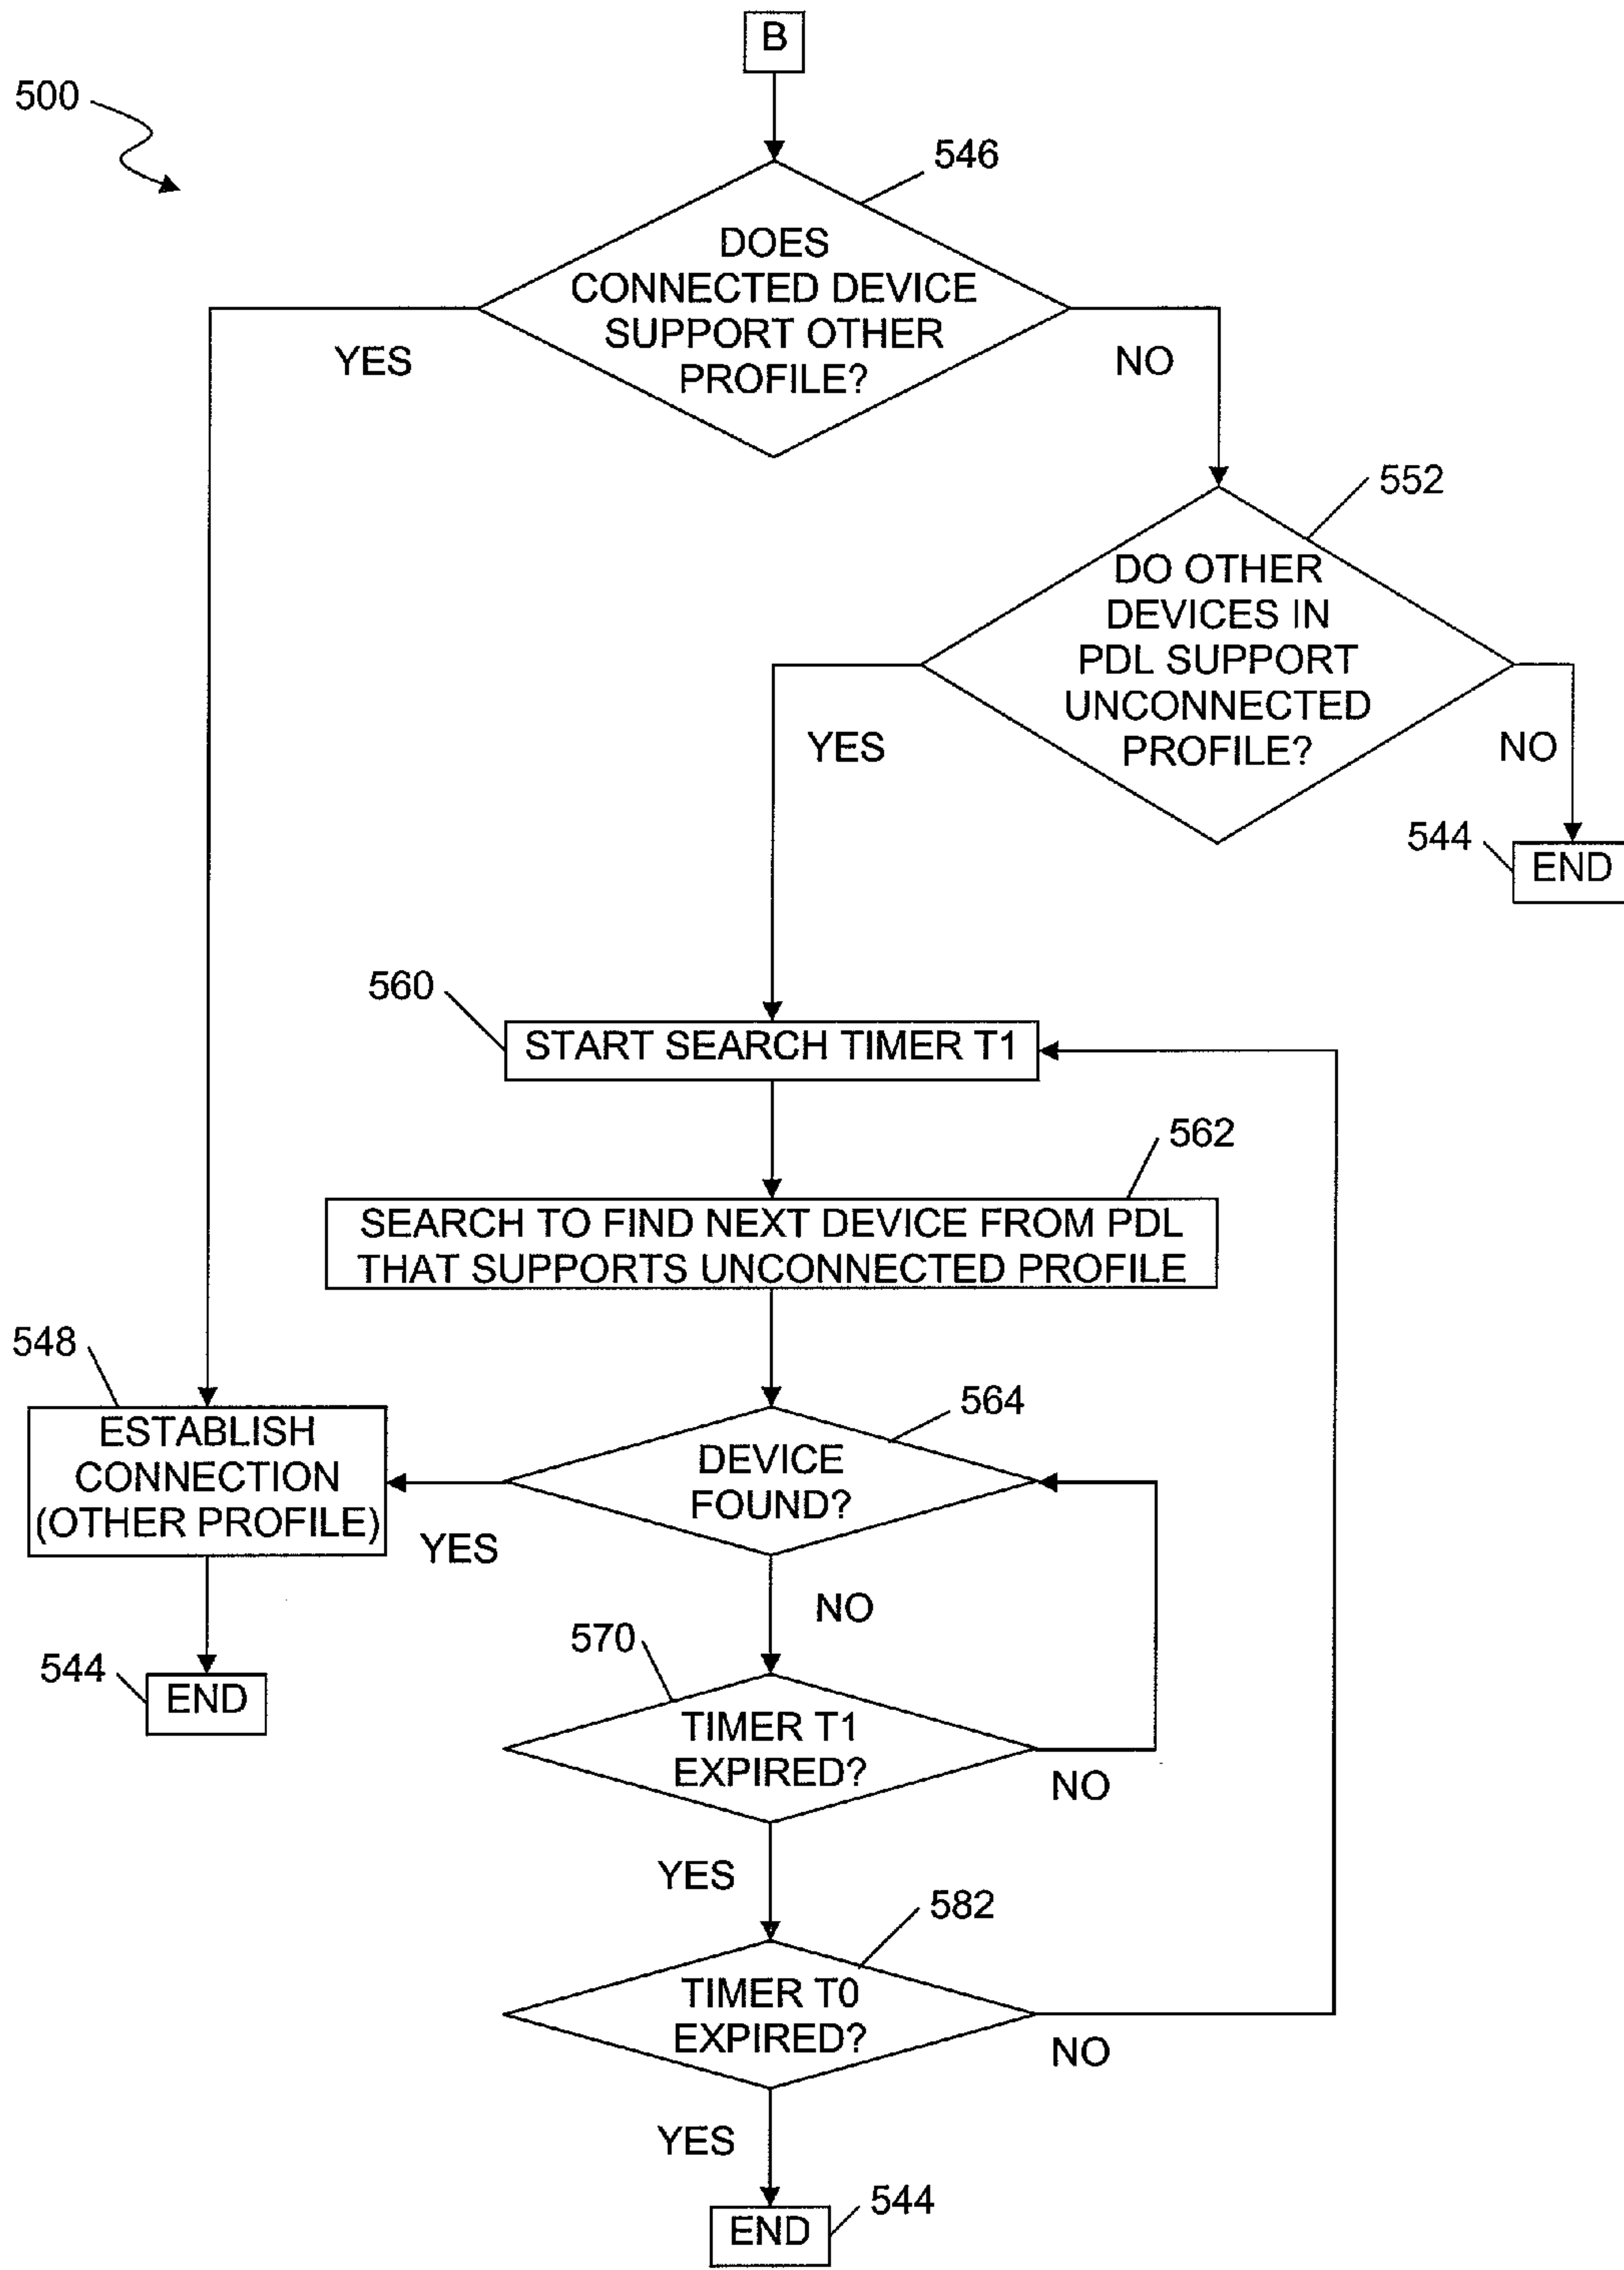 B
500
546
DOES
CONNECTED DEVICE
SUPPORT OTHER
PROFILE?
YES
NO
552
DO OTHER
DEVICES IN
PDL SUPPORT
UNCONNECTED
PROFILE?
YES
NO
544
END
560
START SEARCH TIMER T1
562
SEARCH TO FIND NEXT DEVICE FROM PDL
THAT SUPPORTS UNCONNECTED PROFILE
548
ESTABLISH
CONNECTION
(OTHER PROFILE)
564
DEVICE
FOUND?
YES
NO
544
END
570
TIMER T1
EXPIRED?
NO
YES
582
TIMER T0
EXPIRED?
NO
YES
544
END